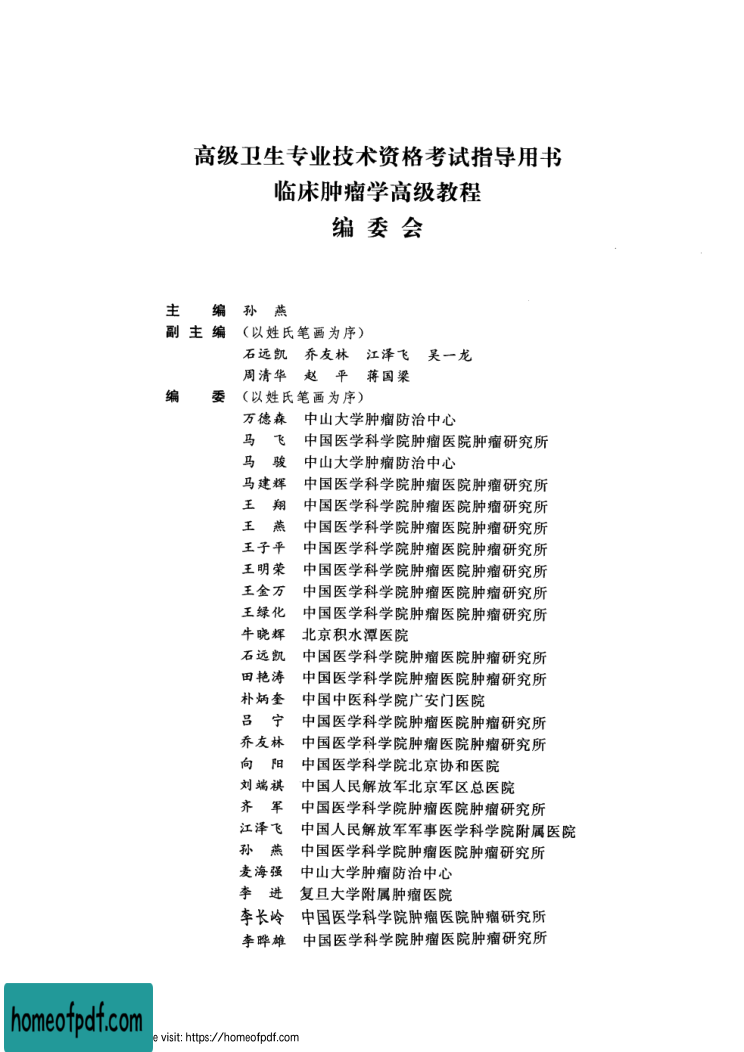 高级卫生专业技术资格考试指导用书
临床肿瘤学高级教程
编 委 会
主 编 孙 燕
副 主 编 （以姓氏笔画为序）
石远凯 乔友林 江泽飞 吴一龙
周清华 赵 平 蒋国梁
编 委 （以姓氏笔画为序）
万德森 中山大学肿瘤防治中心
马 飞 中国医学科学院肿瘤医院肿瘤研究所
马 骏 中山大学肿瘤防治中心
马建辉 中国医学科学院肿瘤医院肿瘤研究所
王 翔 中国医学科学院肿瘤医院肿瘤研究所
王 燕 中国医学科学院肿瘤医院肿瘤研究所
王子平 中国医学科学院肿瘤医院肿瘤研究所
王明荣 中国医学科学院肿瘤医院肿瘤研究所
王金万 中国医学科学院肿瘤医院肿瘤研究所
王绿化 中国医学科学院肿瘤医院肿瘤研究所
牛晓辉 北京积水潭医院
石远凯 中国医学科学院肿瘤医院肿瘤研究所
田艳涛 中国医学科学院肿瘤医院肿瘤研究所
朴炳奎 中国中医科学院广安门医院
吕 宁 中国医学科学院肿瘤医院肿瘤研究所
乔友林 中国医学科学院肿瘤医院肿瘤研究所
向 阳 中国医学科学院北京协和医院
刘端祺 中国人民解放军北京军区总医院
齐 军 中国医学科学院肿瘤医院肿瘤研究所
江泽飞 中国人民解放军军事医学科学院附属医院
孙 燕 中国医学科学院肿瘤医院肿瘤研究所
麦海强 中山大学肿瘤防治中心
李 进 复旦大学附属肿瘤医院
李长岭 中国医学科学院肿瘤医院肿瘤研究所
李晔雄 中国医学科学院肿瘤医院肿瘤研究所
homeofpdf.com
e visit: https://homeofpdf.com